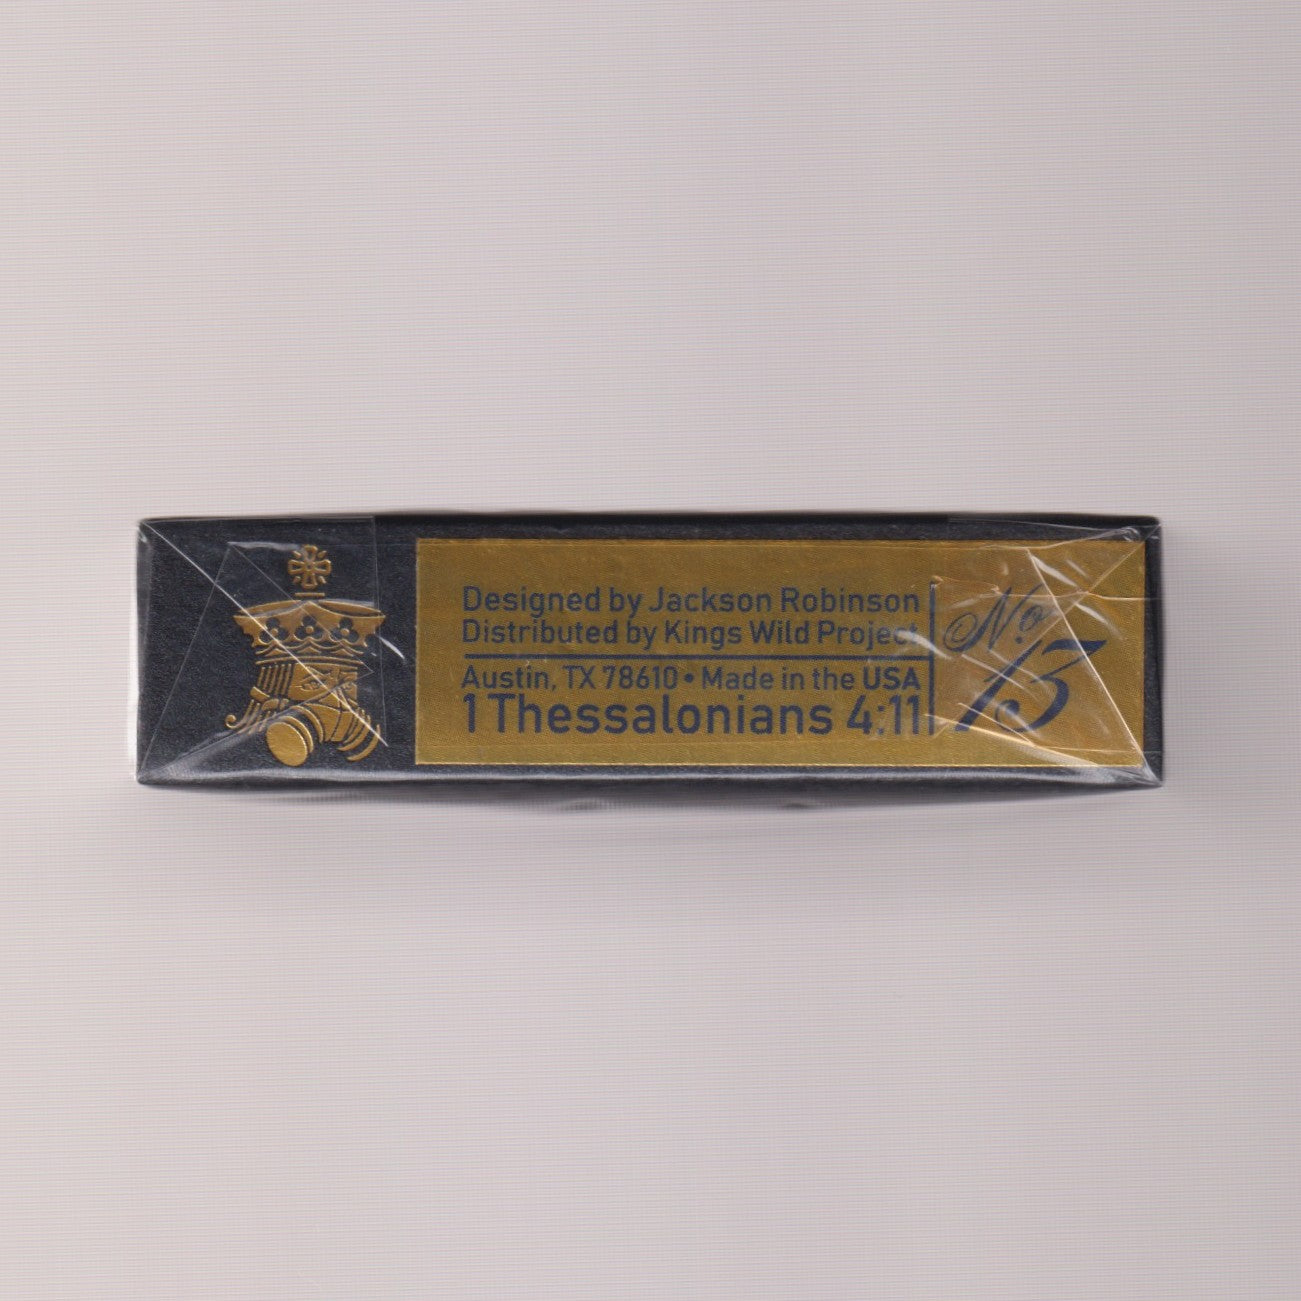 Designed by Jackson Robinson
Distributed by Kings Wild Project
Austin, TX 78610 • Made in the USA
1 Thessalonians 4:11
No.
13